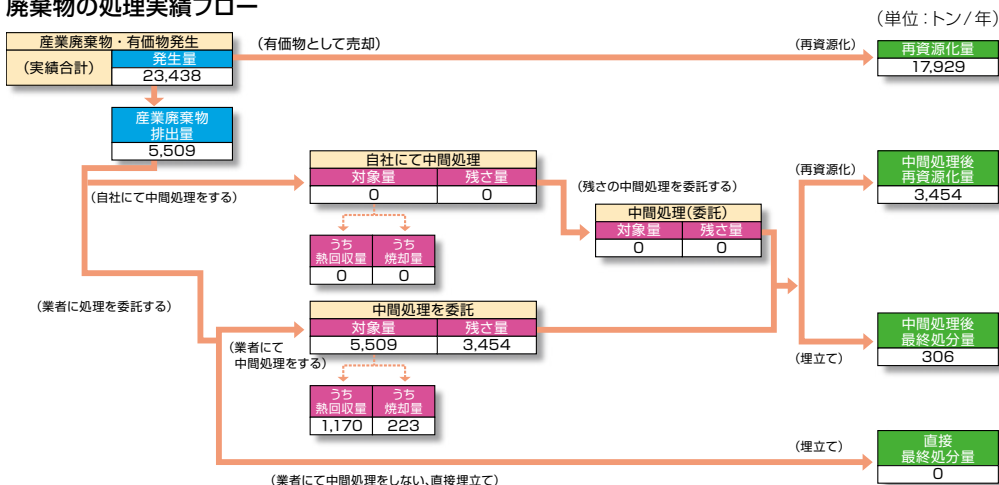 廃棄物の処理実績フロー
（単位：トン/年）
産業廃棄物・有価物発生
（実績合計）
発生量
23,438
（有価物として売却）
（再資源化）
再資源化量
17,929
産業廃棄物
排出量
5,509
（自社にて中間処理をする）
自社にて中間処理
対象量
残さ量
0
0
うち
熱回収量
うち
焼却量
0
0
（残さの中間処理を委託する）
中間処理(委託)
対象量
残さ量
0
0
（再資源化）
中間処理後
再資源化量
3,454
（業者に処理を委託する）
（業者にて
中間処理をする）
中間処理を委託
対象量
残さ量
5,509
3,454
うち
熱回収量
うち
焼却量
1,170
223
（埋立て）
中間処理後
最終処分量
306
（業者にて中間処理をしない、直接埋立て）
（埋立て）
直接
最終処分量
0